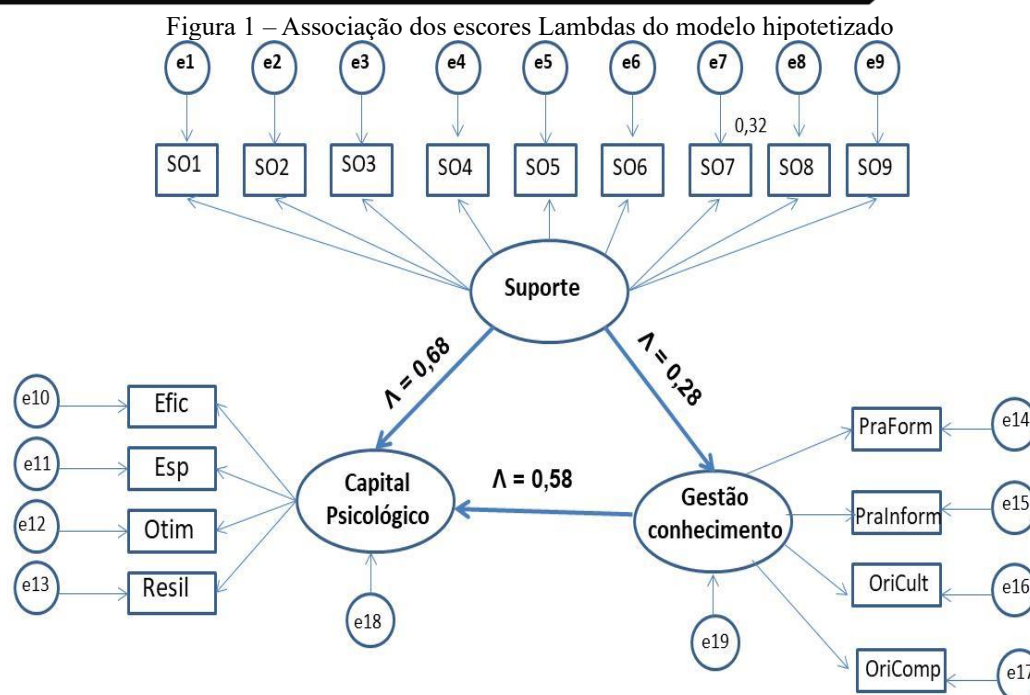 Figura 1 – Associação dos escores Lambdas do modelo hipotetizado
e1 e2 e3 e4 e5 e6 e7 e8 e9
0,32
SO1 SO2 SO3 SO4 SO5 SO6 SO7 SO8 SO9
Suporte
Λ = 0,68
Λ = 0,28
e10 Efic
e11 Esp
e12 Otim
e13 Resil
Capital
Psicológico
Λ = 0,58
Gestão
conhecimento
PraForm e14
PraInform e15
OriCult e16
OriComp e17
e18
e19